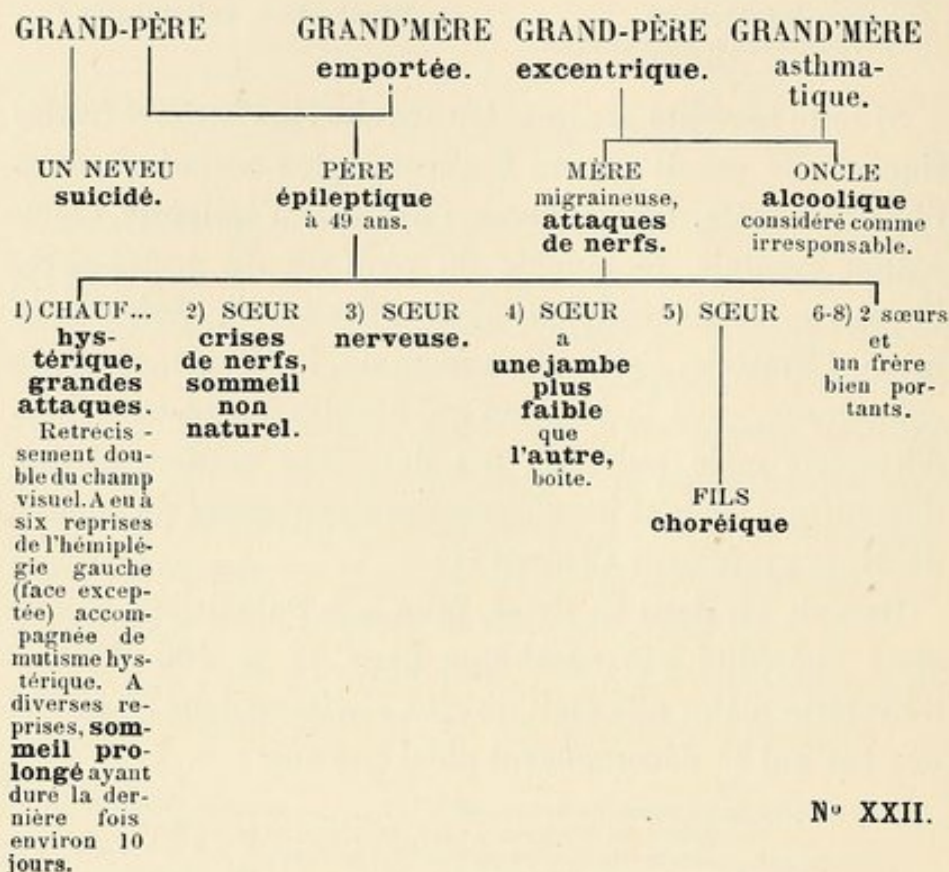 GRAND-PÈRE
GRAND'MÈRE
emportée.
GRAND-PÈRE
excentrique.
GRAND'MÈRE
asthma-
tique.
UN NEVEU
suicidé.
PÈRE
épileptique
à 49 ans.
MÈRE
migraineuse,
attaques
de nerfs.
ONCLE
alcoolique
considéré comme
irresponsable.
1) CHAUF...
hys-
térique,
grandes
attaques.
Retrecis -
sement dou-
ble du champ
visuel. A eu à
six reprises
de l'hémiplé-
gie gauche
(face excep-
tée) accom-
pagnée de
mutisme hys-
térique. A
diverses re-
prises, som-
meil pro-
longé ayant
dure la der-
nière fois
environ 10
jours.
2) SŒUR
crises
de nerfs,
sommeil
non
naturel.
3) SŒUR
nerveuse.
4) SŒUR
a
une jambe
plus
faible
que
l'autre,
boite.
5) SŒUR
FILS
choréique
6-8) 2 sœurs
et
un frère
bien por-
tants.
Nº XXII.